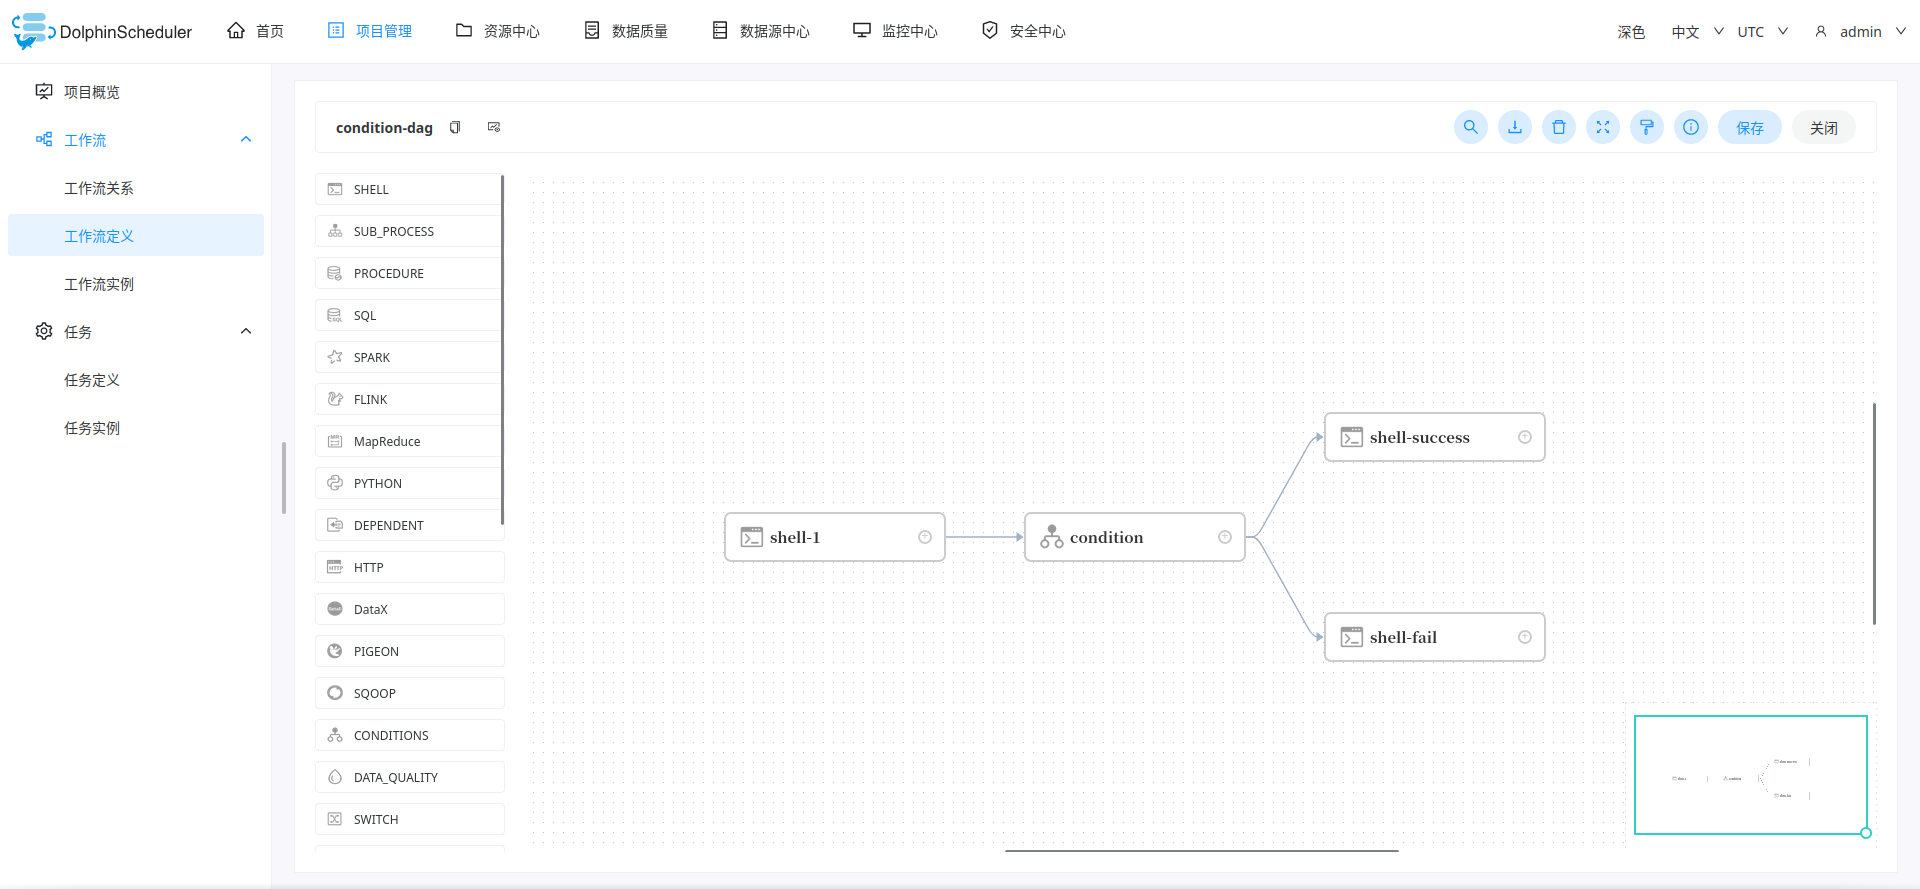 DolphinScheduler 首页 项目管理 资源中心 数据质量 数据源中心 监控中心 安全中心 深色 中文 UTC admin
项目概览
工作流
工作流关系
工作流定义
工作流实例
任务
任务定义
任务实例
condition-dag 保存 关闭
SHELL
SUB_PROCESS
PROCEDURE
SQL
SPARK
FLINK
MapReduce
PYTHON
DEPENDENT
HTTP
DataX
PIGEON
SQOOP
CONDITIONS
DATA_QUALITY
SWITCH
shell-1
condition
shell-success
shell-fail